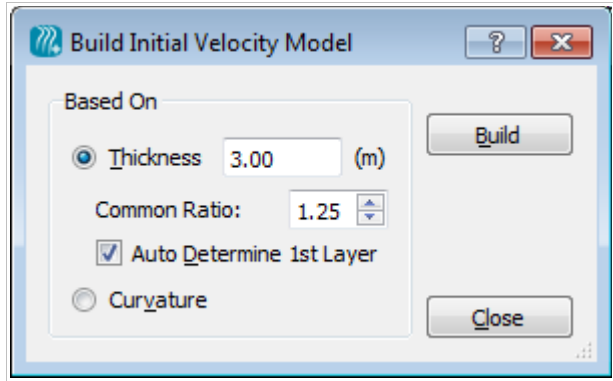 Build Initial Velocity Model
?
Based On
Thickness 3.00 (m)
Build
Common Ratio: 1.25
Auto Determine 1st Layer
Curvature
Close